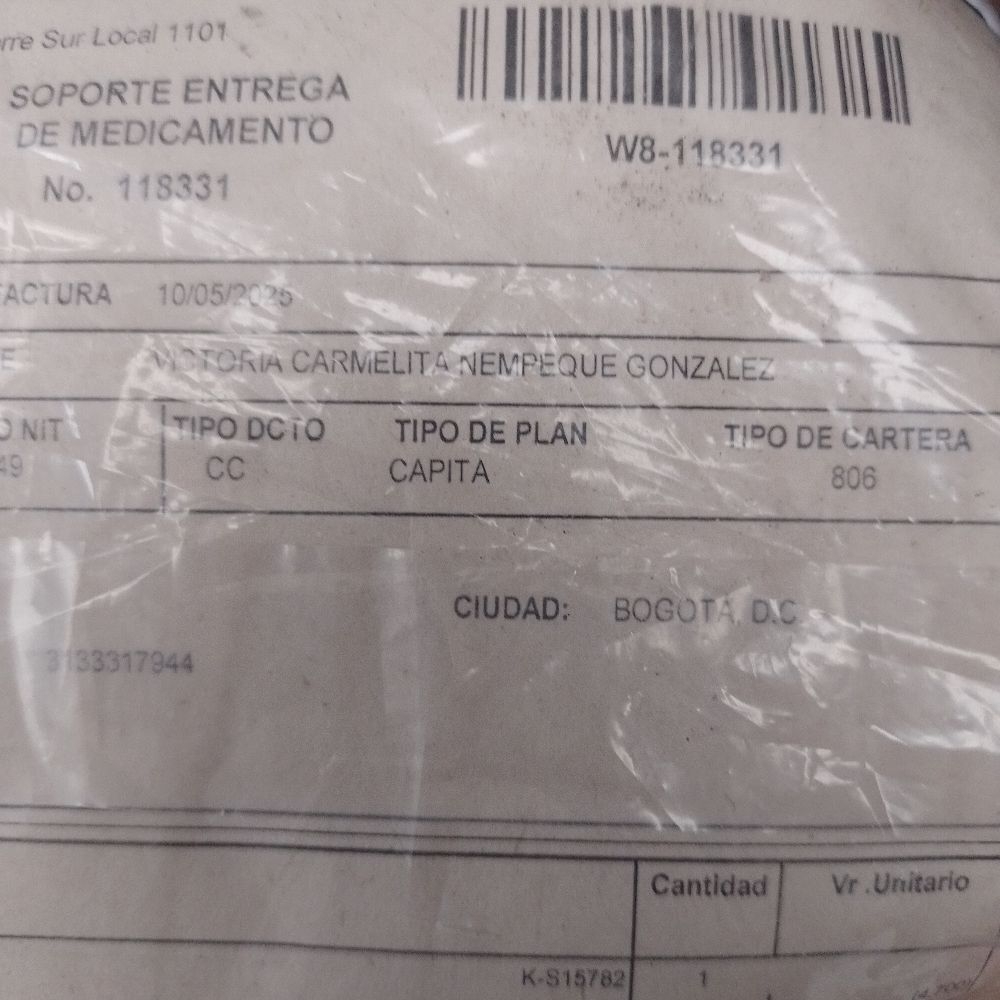 rre Sur Local 1101
SOPORTE ENTREGA
DE MEDICAMENTO
No. 118331
W8-118331
FACTURA 10/05/2025
E VICTORIA CARMELITA NEMPEQUE GONZALEZ
O NIT TIPO DCTO TIPO DE PLAN TIPO DE CARTERA
49 CC CAPITA 806
CIUDAD: BOGOTA, D.C.
3133317944
Cantidad Vr .Unitario
K-S15782 1